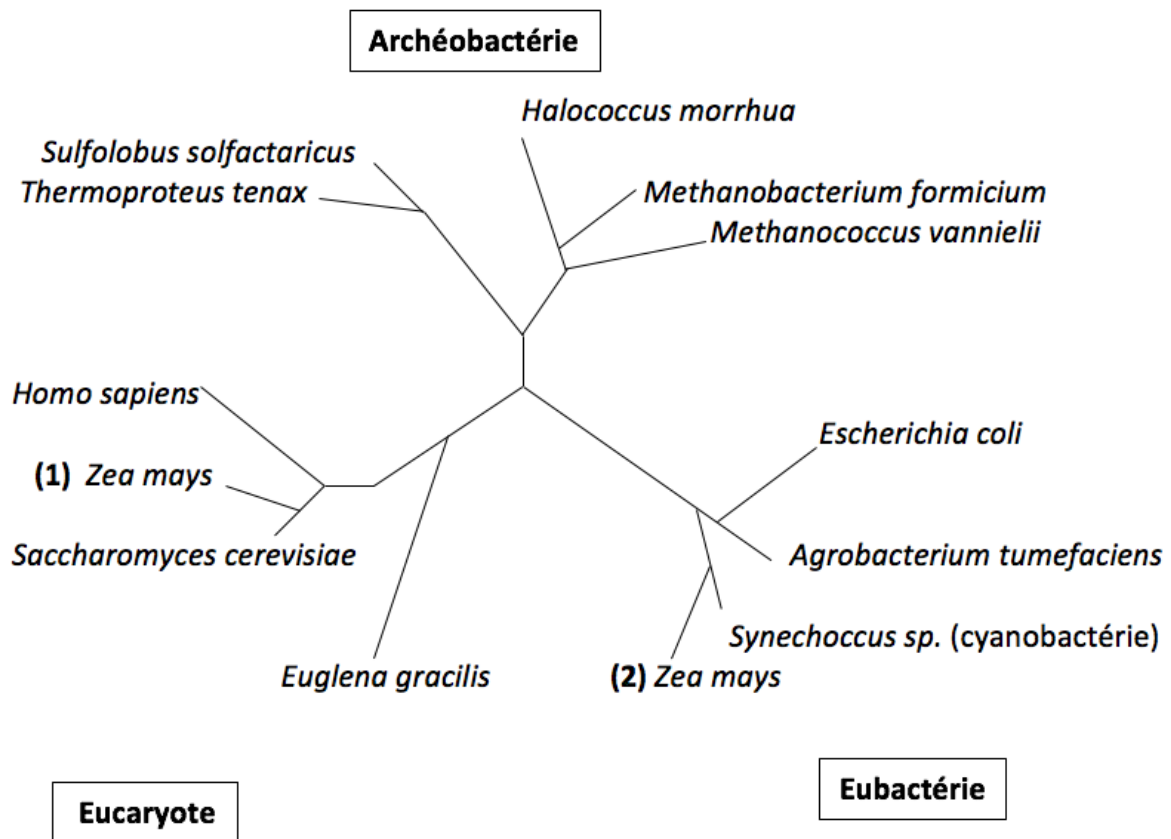 Archéobactérie
Halococcus morrhua
Sulfolobus solfactaricus
Thermoproteus tenax
Methanobacterium formicium
Methanococcus vannielii
Homo sapiens
Escherichia coli
(1) Zea mays
Saccharomyces cerevisiae
Agrobacterium tumefaciens
Synechoccus sp. (cyanobactérie)
Euglena gracilis
(2) Zea mays
Eubactérie
Eucaryote